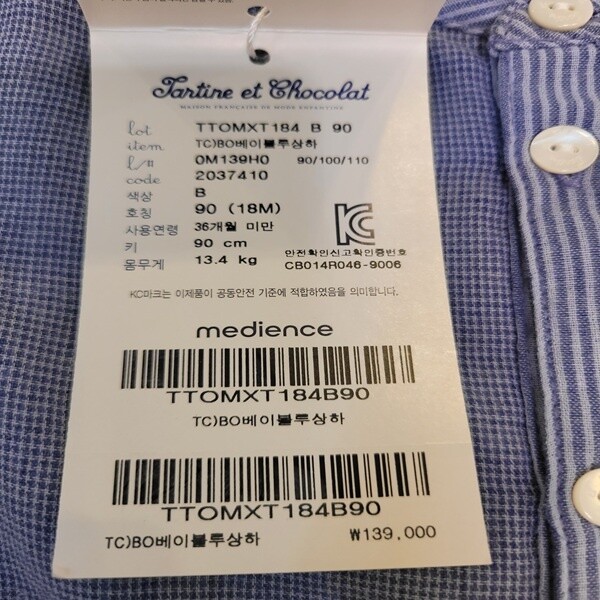 Tartine et Chocolat
MAISON FRANÇAISE DE MODE ENFANTINE
lot TTOMXT184 B 90
item TC)BO베이블루상하
l/n 0M139H0 90/100/110
code 2037410
색상 B
호칭 90 (18M)
사용연령 36개월 미만
키 90 cm
몸무게 13.4 kg
안전확인신고확인증번호
CB014R046-9006
KC마크는 이제품이 공통안전 기준에 적합하였음을 의미합니다.
medience
TTOMXT184B90
TC)BO베이블루상하
TTOMXT184B90
TC)BO베이블루상하 ₩139,000